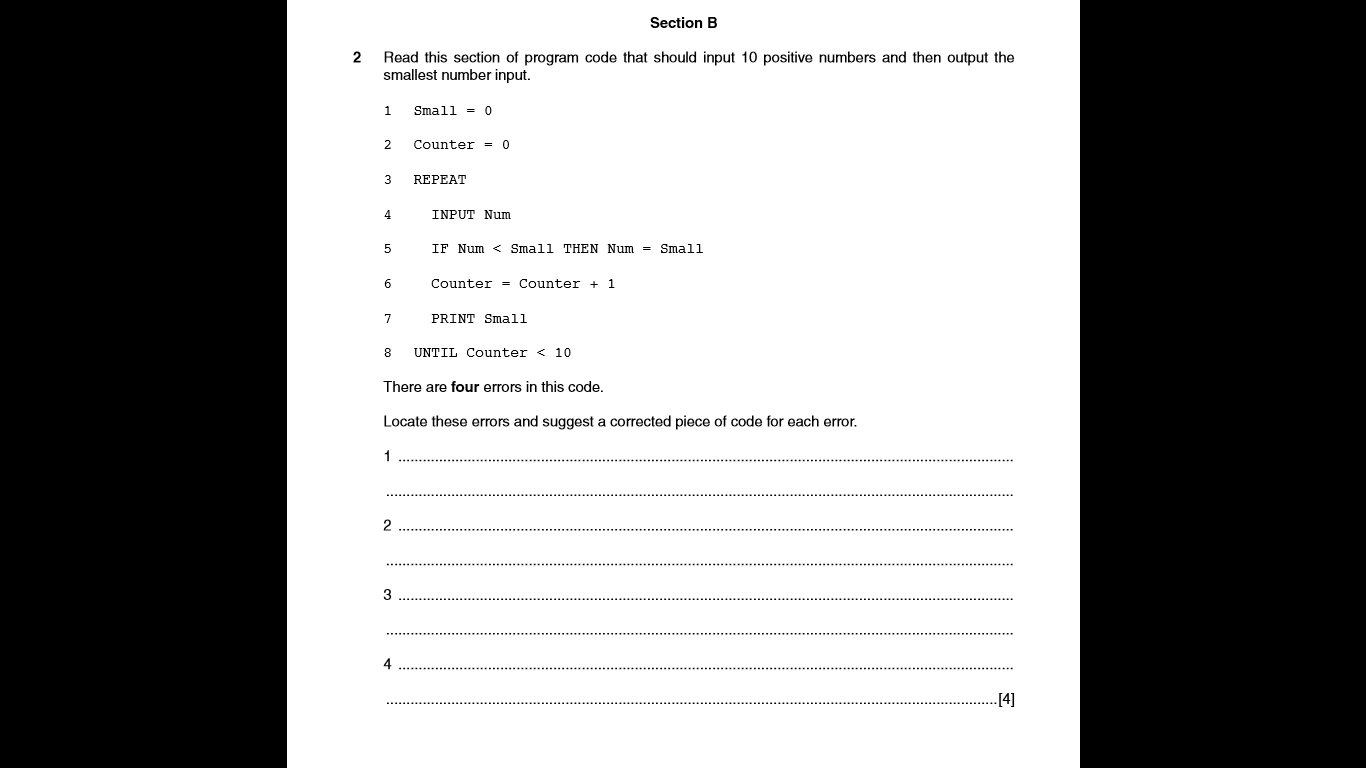 Section B
2 Read this section of program code that should input 10 positive numbers and then output the
smallest number input.
1 Small = 0
2 Counter = 0
3 REPEAT
4 INPUT Num
5 IF Num < Small THEN Num = Small
6 Counter = Counter + 1
7 PRINT Small
8 UNTIL Counter < 10
There are four errors in this code.
Locate these errors and suggest a corrected piece of code for each error.
1 ....................................................................................
....................................................................................
2 ....................................................................................
....................................................................................
3 ....................................................................................
....................................................................................
4 ....................................................................................
....................................................................................[4]